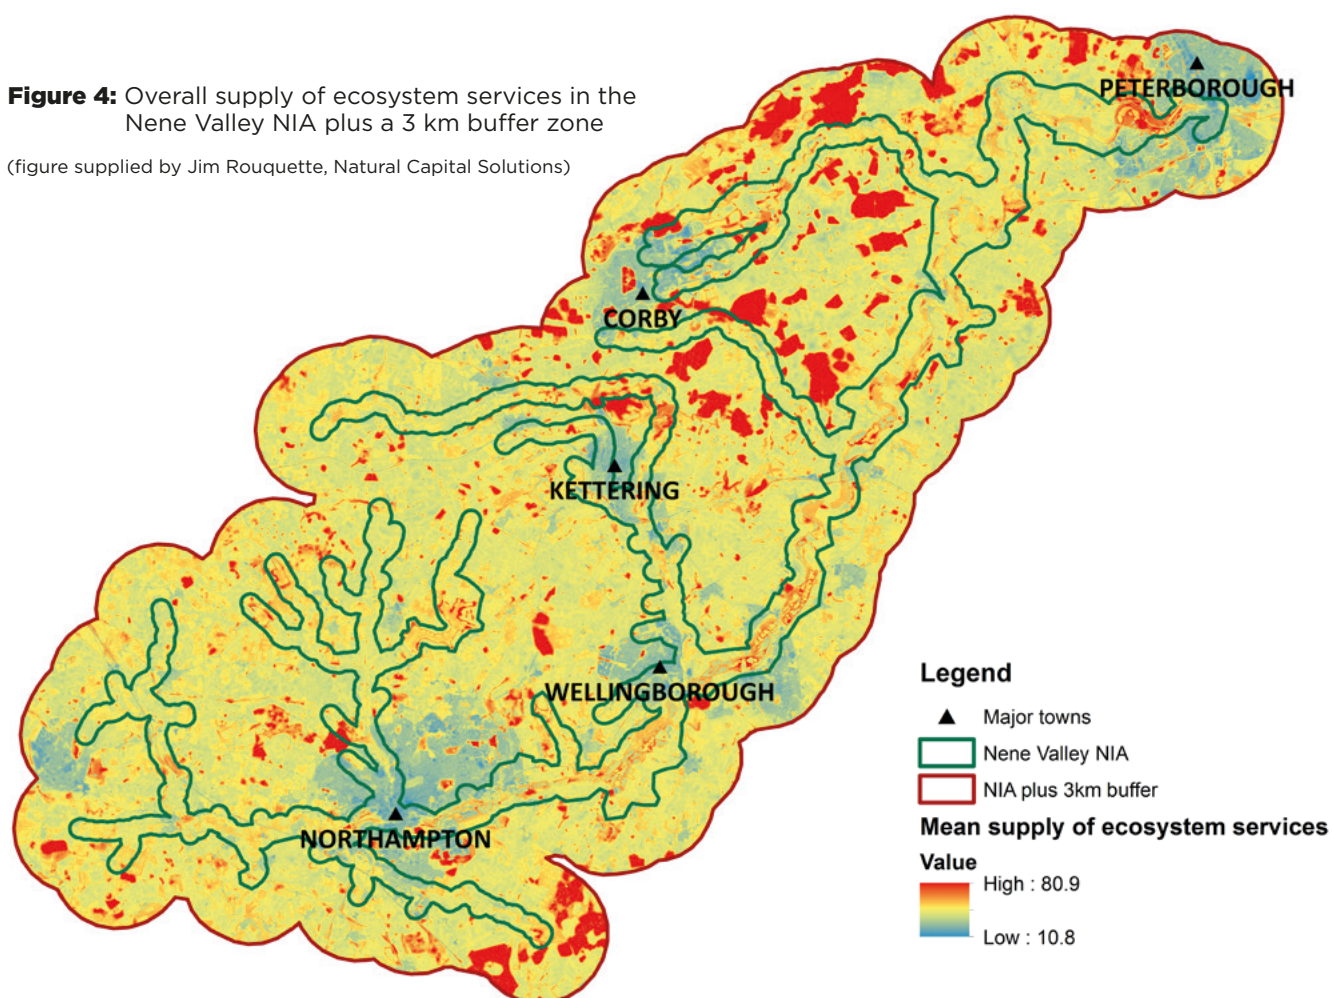 Figure 4: Overall supply of ecosystem services in the
Nene Valley NIA plus a 3 km buffer zone
(figure supplied by Jim Rouquette, Natural Capital Solutions)
PETERBOROUGH
CORBY
KETTERING
WELLINGBOROUGH
NORTHAMPTON
Legend
Major towns
Nene Valley NIA
NIA plus 3km buffer
Mean supply of ecosystem services
Value
High : 80.9
Low : 10.8